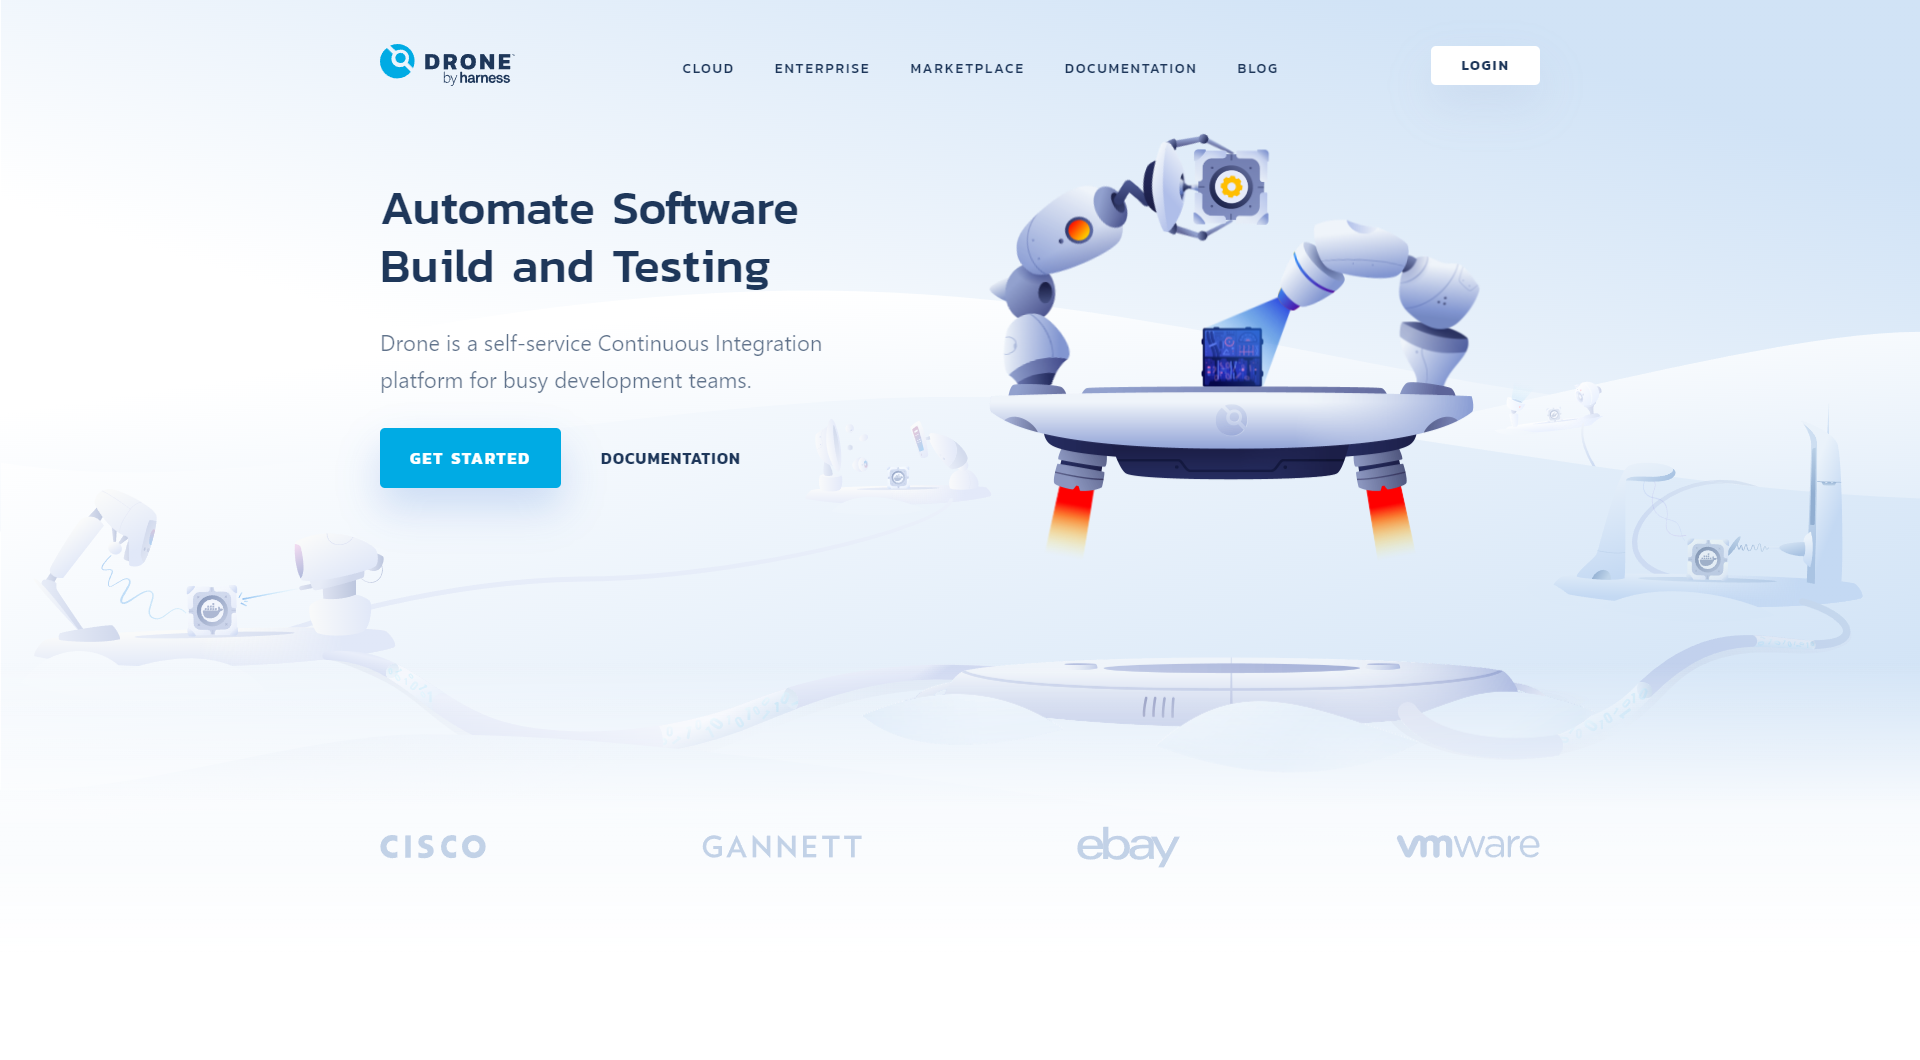 DRONE
by harness
CLOUD
ENTERPRISE
MARKETPLACE
DOCUMENTATION
BLOG
LOGIN
Automate Software
Build and Testing
Drone is a self-service Continuous Integration
platform for busy development teams.
GET STARTED
DOCUMENTATION
CISCO
GANNETT
ebay
vmware